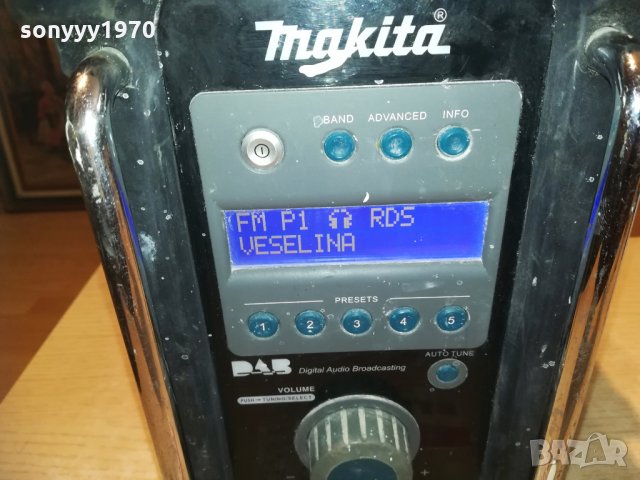 sonyyy1970
makita®
BAND ADVANCED INFO
FM P1 RDS
VESELINA
PRESETS
1 2 3 4 5
DAB Digital Audio Broadcasting
AUTO TUNE
VOLUME
PUSH = TUNING/SELECT
- +
BAZAR